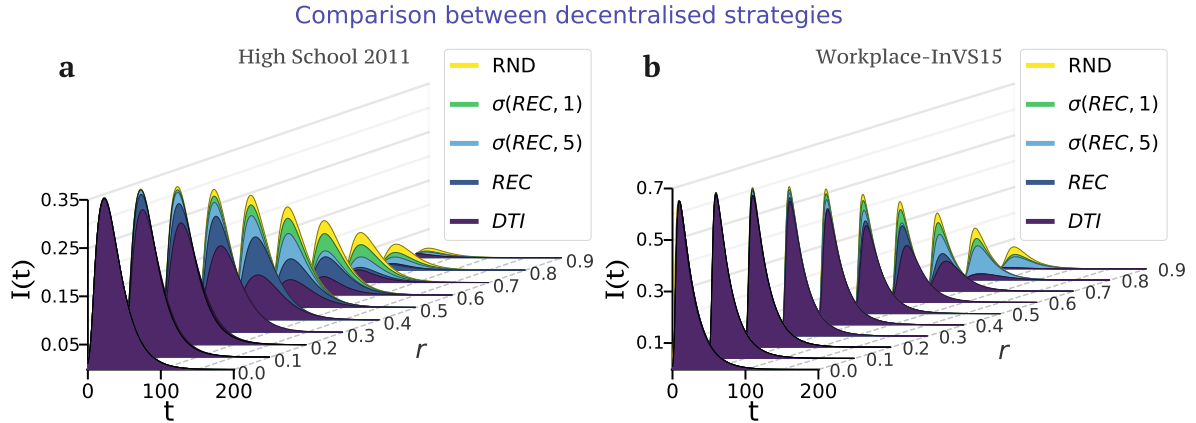 Comparison between decentralised strategies
a
High School 2011
RND
σ(REC, 1)
σ(REC, 5)
REC
DTI
0.35
0.25
0.15
0.05
I(t)
0
100
200
t
0.0
0.1
0.2
0.3
0.4
0.5
0.6
0.7
0.8
0.9
r
b
Workplace-InVS15
RND
σ(REC, 1)
σ(REC, 5)
REC
DTI
0.7
0.5
0.3
0.1
I(t)
0
100
200
t
0.0
0.1
0.2
0.3
0.4
0.5
0.6
0.7
0.8
0.9
r